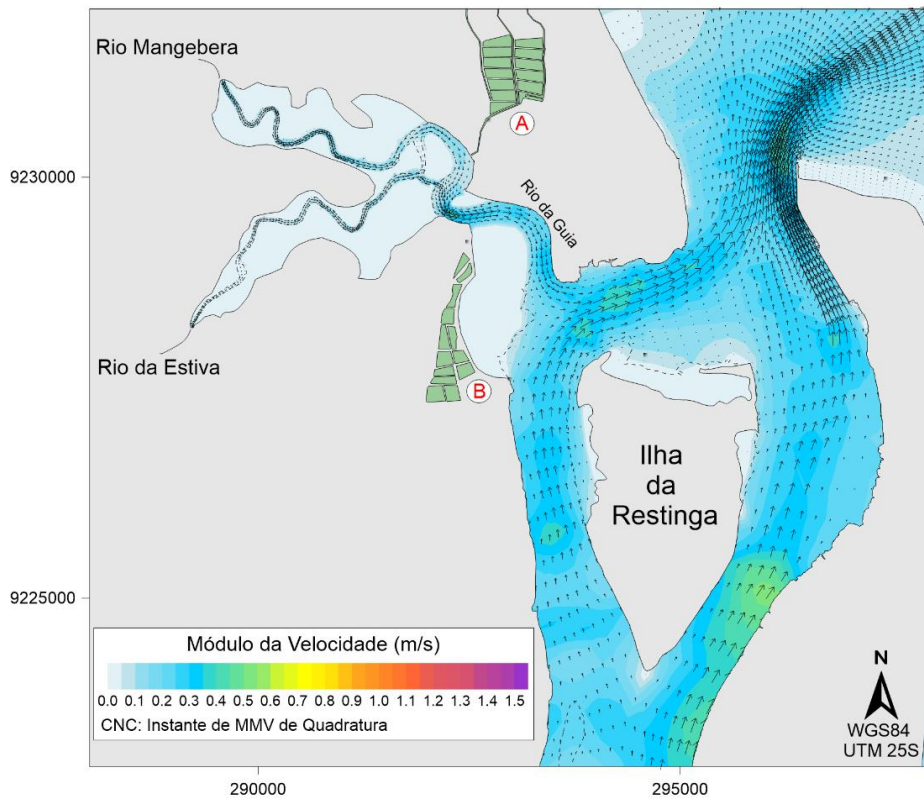 Rio Mangebera
A
9230000
Rio da Guia
Rio da Estiva
B
Ilha
da
Restinga
9225000
Módulo da Velocidade (m/s)
0.0 0.1 0.2 0.3 0.4 0.5 0.6 0.7 0.8 0.9 1.0 1.1 1.2 1.3 1.4 1.5
CNC: Instante de MMV de Quadratura
N
WGS84
UTM 25S
290000 295000